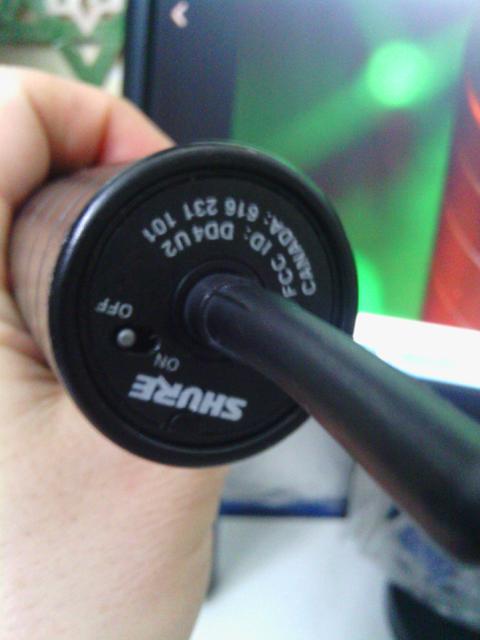 SHURE
ON
OFF
FCC ID: DD4U2
CANADA: 616 231 101